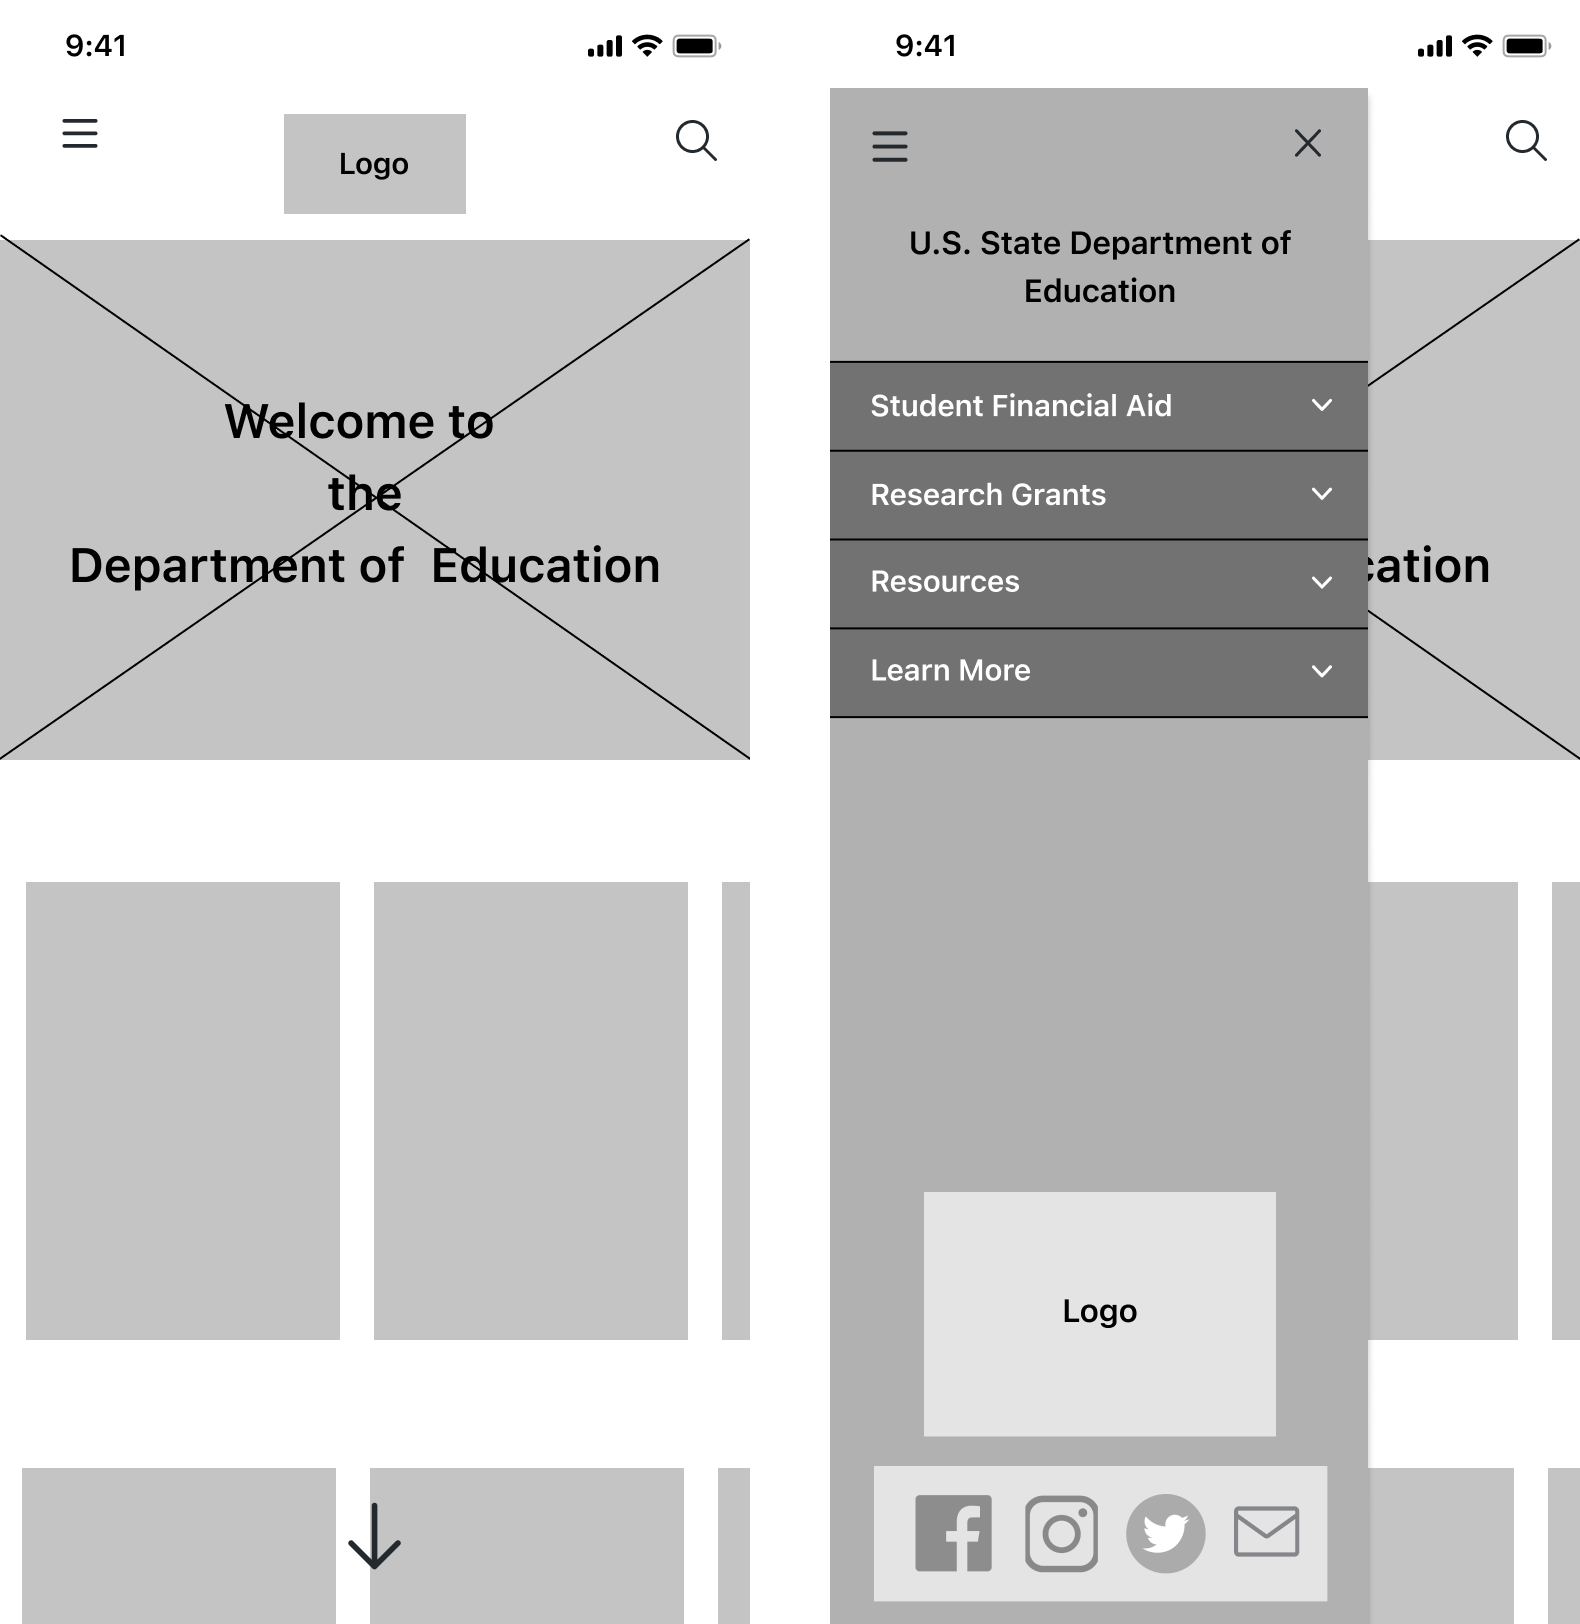 9:41
Logo
Welcome to
the
Department of  Education
9:41
U.S. State Department of
Education
Student Financial Aid
Research Grants
Resources
Learn More
cation
Logo